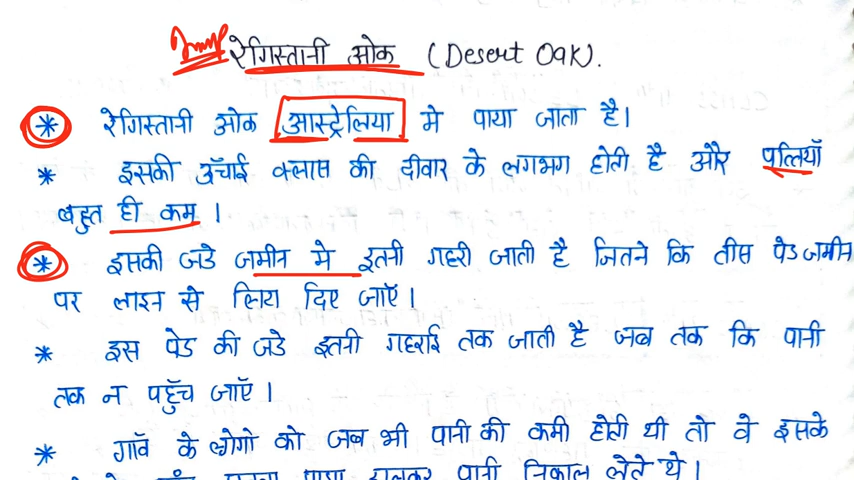 रेगिस्तानी ओक (Desert Oak).
* रेगिस्तानी ओक आस्ट्रेलिया मे पाया जाता है।
* इसकी उँचाई क्लास की दीवार के लगभग होती है और पत्तियाँ
बहुत ही कम ।
* इसकी जडे जमीन मे इतनी गहरी जाती है जितने कि तीस पेड जमीन
पर लाइन से लिटा दिए जाएँ।
* इस पेड की जडे इतनी गहराई तक जाती है जब तक कि पानी
तक न पहुँच जाएँ ।
* गाँव के लोगो को जब भी पानी की कमी होती थी तो वे इसके
डालकर पानी निकाल लेते थे।